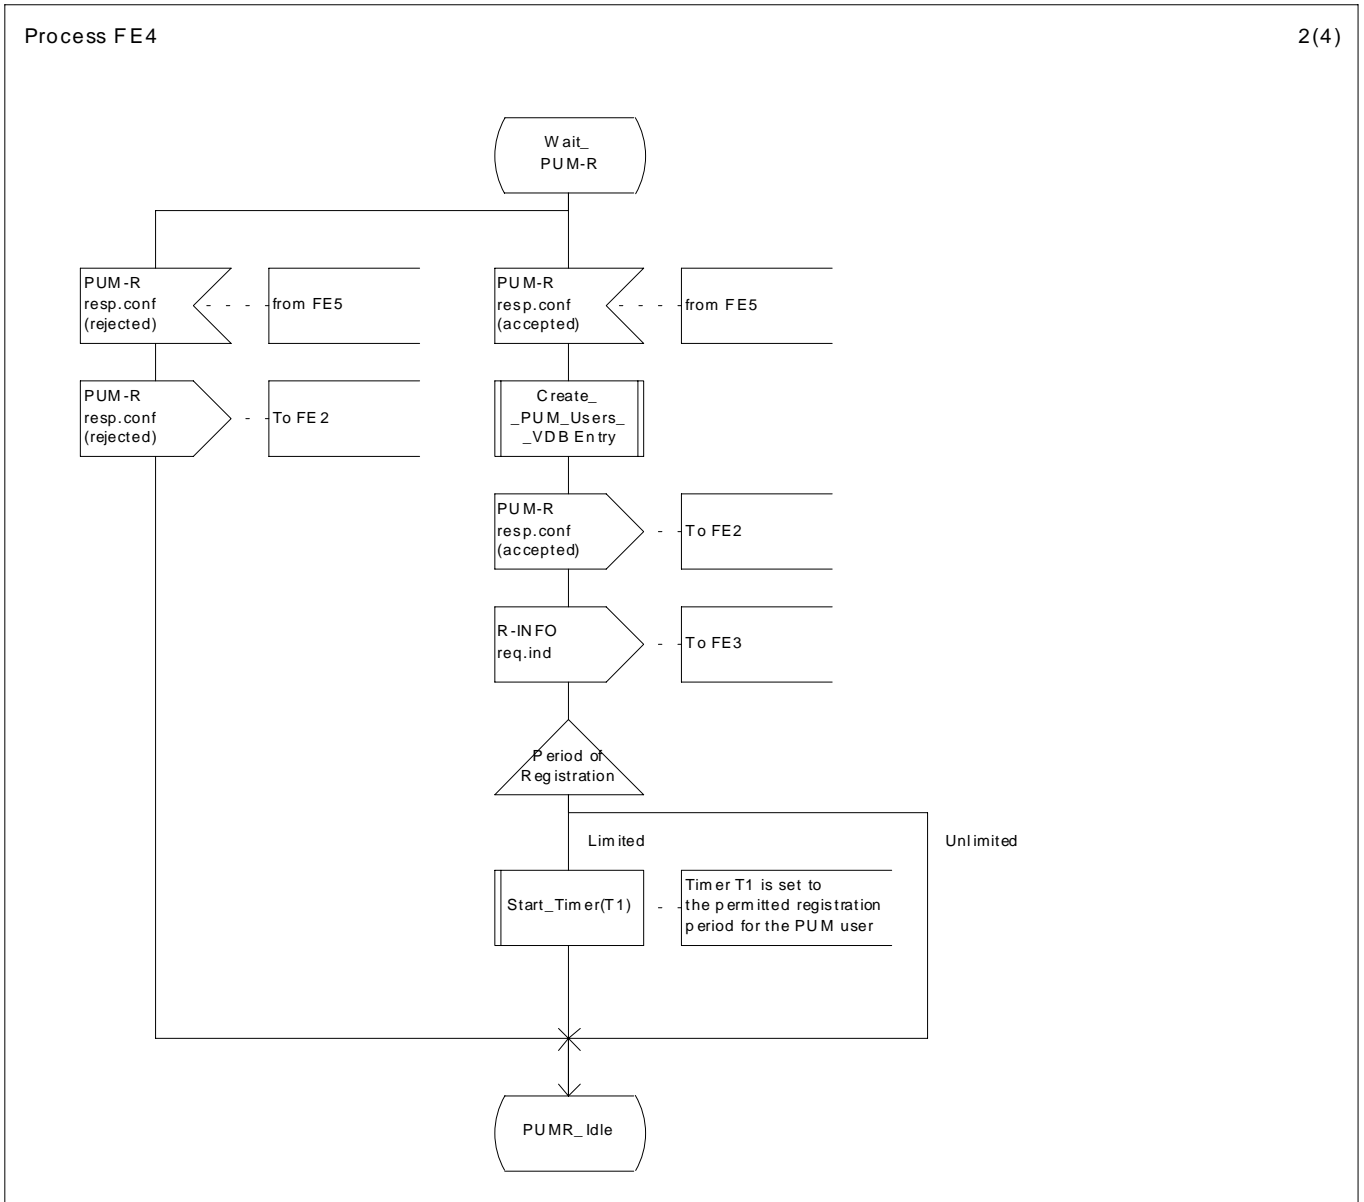 Process FE4
2(4)
Wait_
PUM-R
PUM-R
resp.conf
(rejected)
from FE5
PUM-R
resp.conf
(accepted)
from FE5
PUM-R
resp.conf
(rejected)
To FE2
Create_
_PUM_Users_
_VDB Entry
PUM-R
resp.conf
(accepted)
To FE2
R-INFO
req.ind
To FE3
Period of
Registration
Limited
Unlimited
Start_Timer(T1)
Timer T1 is set to
the permitted registration
period for the PUM user
PUMR_Idle